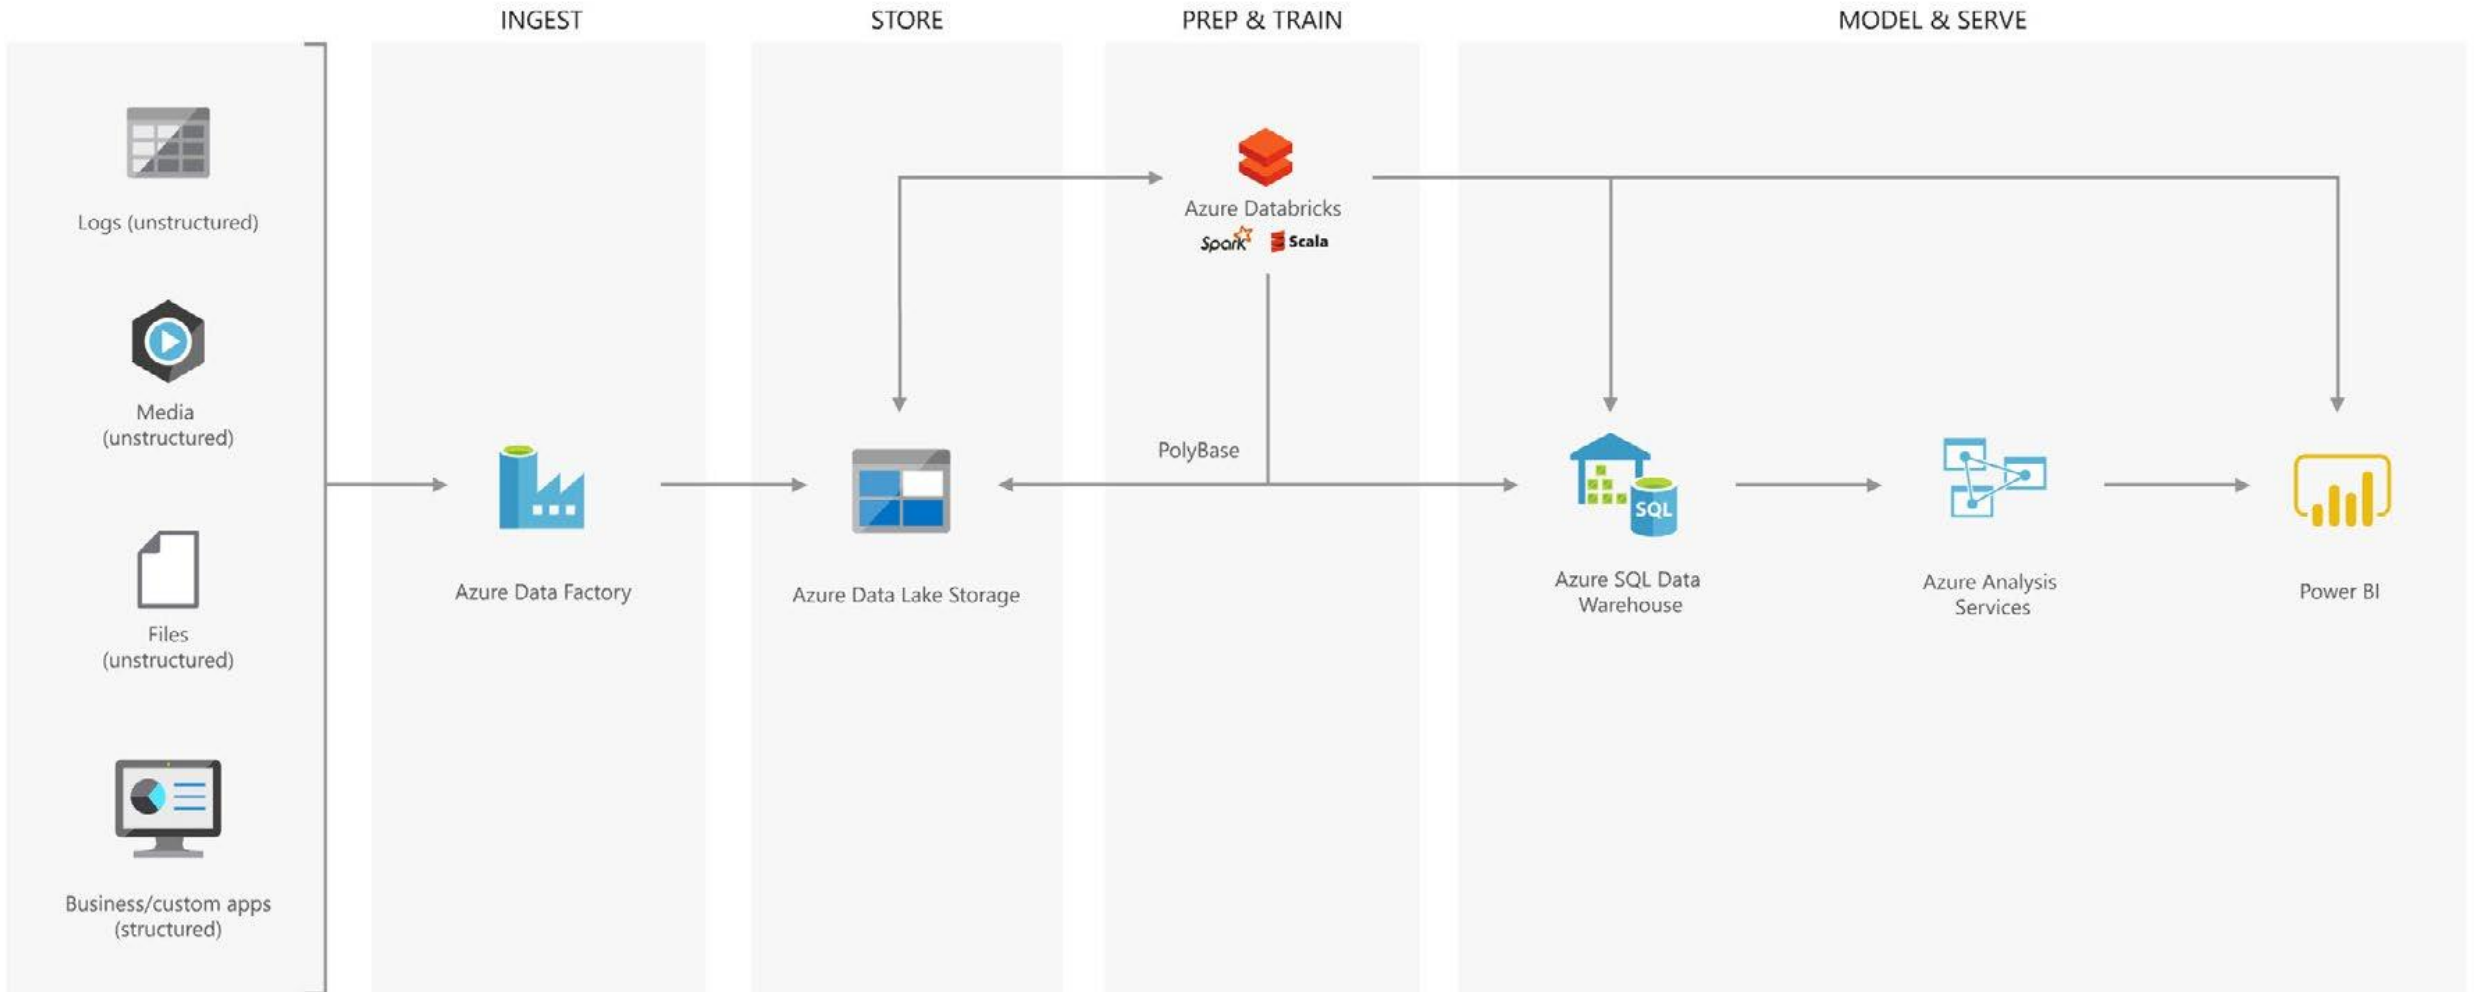 INGEST
STORE
PREP & TRAIN
MODEL & SERVE
Logs (unstructured)
Media
(unstructured)
Files
(unstructured)
Business/custom apps
(structured)
Azure Data Factory
Azure Data Lake Storage
Azure Databricks
Spark Scala
PolyBase
SQL
Azure SQL Data
Warehouse
Azure Analysis
Services
Power BI